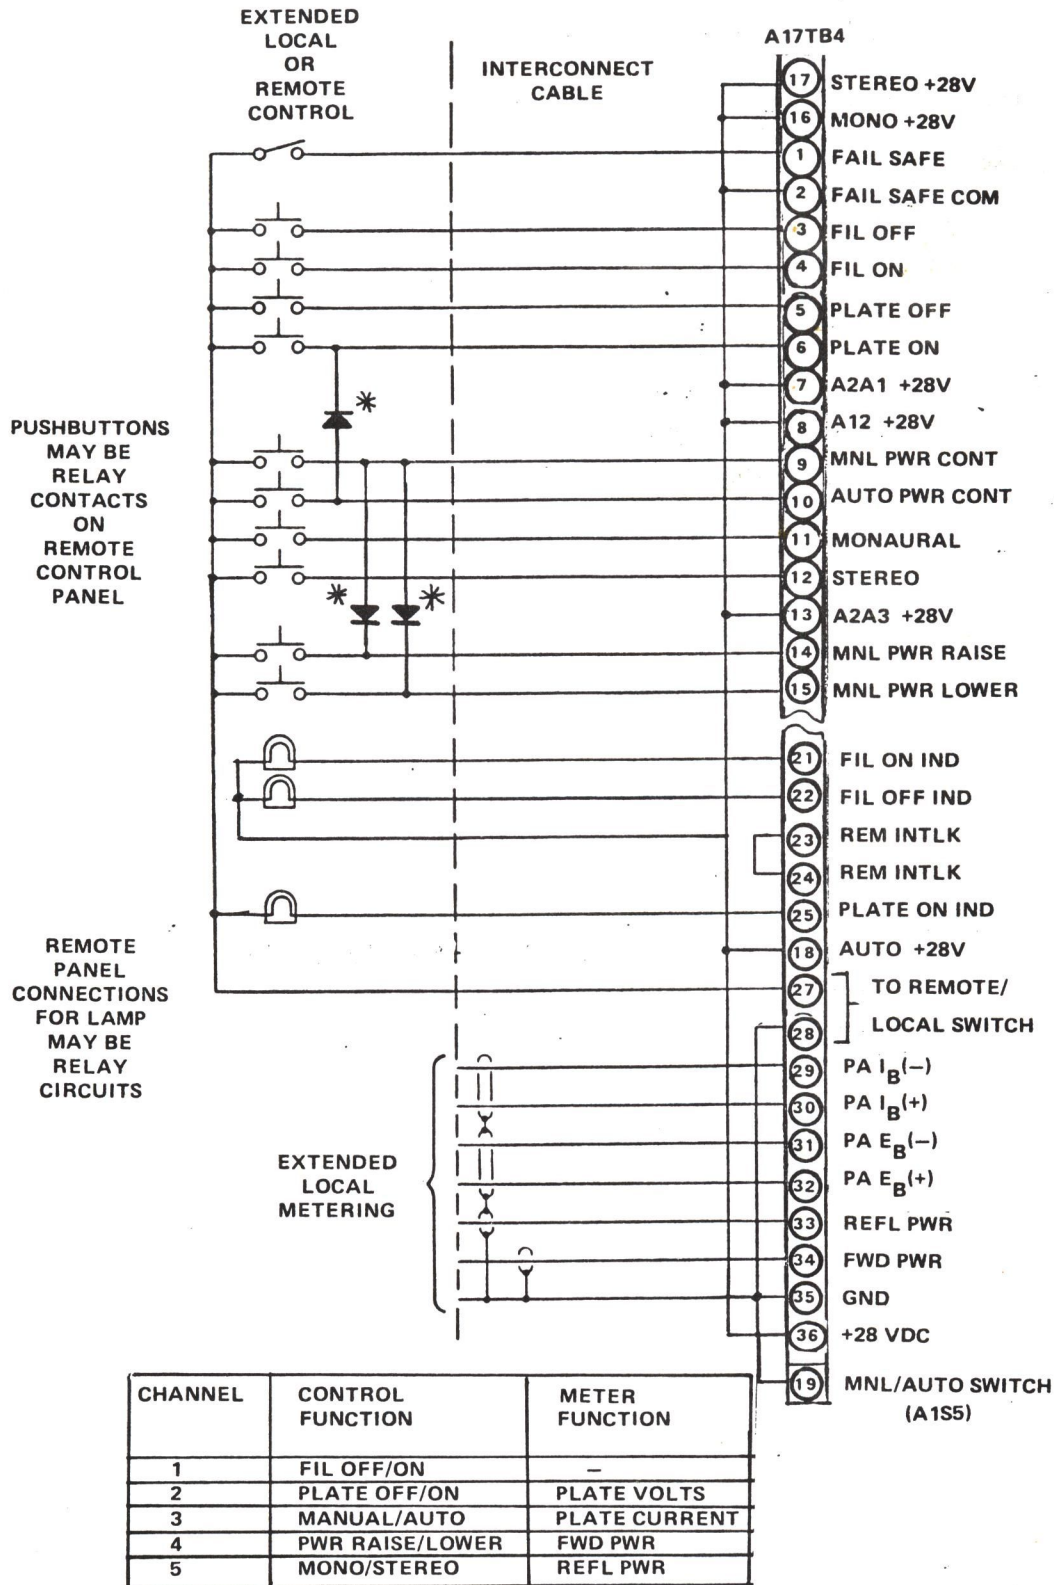 EXTENDED
LOCAL
OR
REMOTE
CONTROL
INTERCONNECT
CABLE
A17TB4
17 STEREO +28V
16 MONO +28V
1 FAIL SAFE
2 FAIL SAFE COM
3 FIL OFF
4 FIL ON
5 PLATE OFF
6 PLATE ON
7 A2A1 +28V
8 A12 +28V
9 MNL PWR CONT
10 AUTO PWR CONT
11 MONAURAL
12 STEREO
13 A2A3 +28V
14 MNL PWR RAISE
15 MNL PWR LOWER
*
* *
PUSHBUTTONS
MAY BE
RELAY
CONTACTS
ON
REMOTE
CONTROL
PANEL
21 FIL ON IND
22 FIL OFF IND
23 REM INTLK
24 REM INTLK
25 PLATE ON IND
18 AUTO +28V
27 TO REMOTE/
28 LOCAL SWITCH
29 PA IB(−)
30 PA IB(+)
31 PA EB(−)
32 PA EB(+)
33 REFL PWR
34 FWD PWR
35 GND
36 +28 VDC
19 MNL/AUTO SWITCH
(A1S5)
REMOTE
PANEL
CONNECTIONS
FOR LAMP
MAY BE
RELAY
CIRCUITS
EXTENDED
LOCAL
METERING
CHANNEL CONTROL FUNCTION METER FUNCTION
1 FIL OFF/ON −
2 PLATE OFF/ON PLATE VOLTS
3 MANUAL/AUTO PLATE CURRENT
4 PWR RAISE/LOWER FWD PWR
5 MONO/STEREO REFL PWR